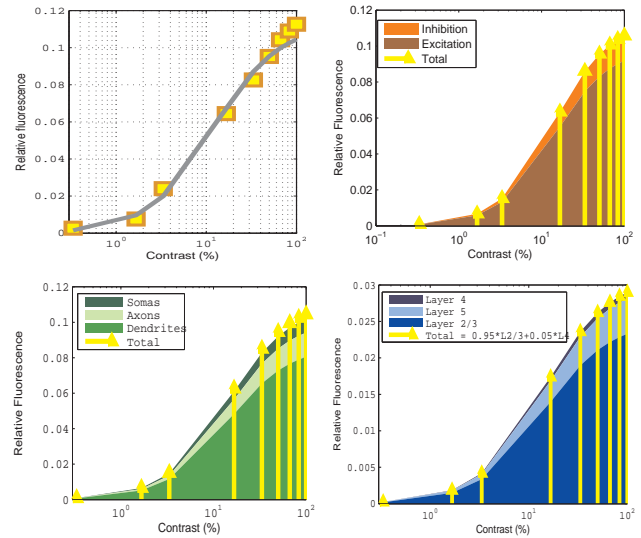 0.12
0.1
0.08
0.06
0.04
0.02
0
10^0
10^1
10^2
Contrast (%)
Relative fluorescence
0.12
0.1
0.08
0.06
0.04
0.02
0
10^-1
10^0
10^1
10^2
Contrast (%)
Relative Fluorescence
Inhibition
Excitation
Total
0.12
0.1
0.08
0.06
0.04
0.02
0
10^0
10^1
10^2
Contrast (%)
Relative Fluorescence
Somas
Axons
Dendrites
Total
0.03
0.025
0.02
0.015
0.01
0.005
0
10^0
10^1
10^2
Contrast (%)
Relative Fluorescence
Layer 4
Layer 5
Layer 2/3
Total = 0.95*L2/3+0.05*L4